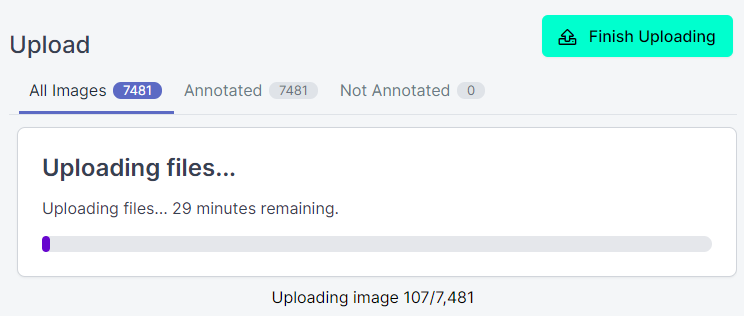 Upload
Finish Uploading
All Images 7481 Annotated 7481 Not Annotated 0
Uploading files...
Uploading files... 29 minutes remaining.
Uploading image 107/7,481